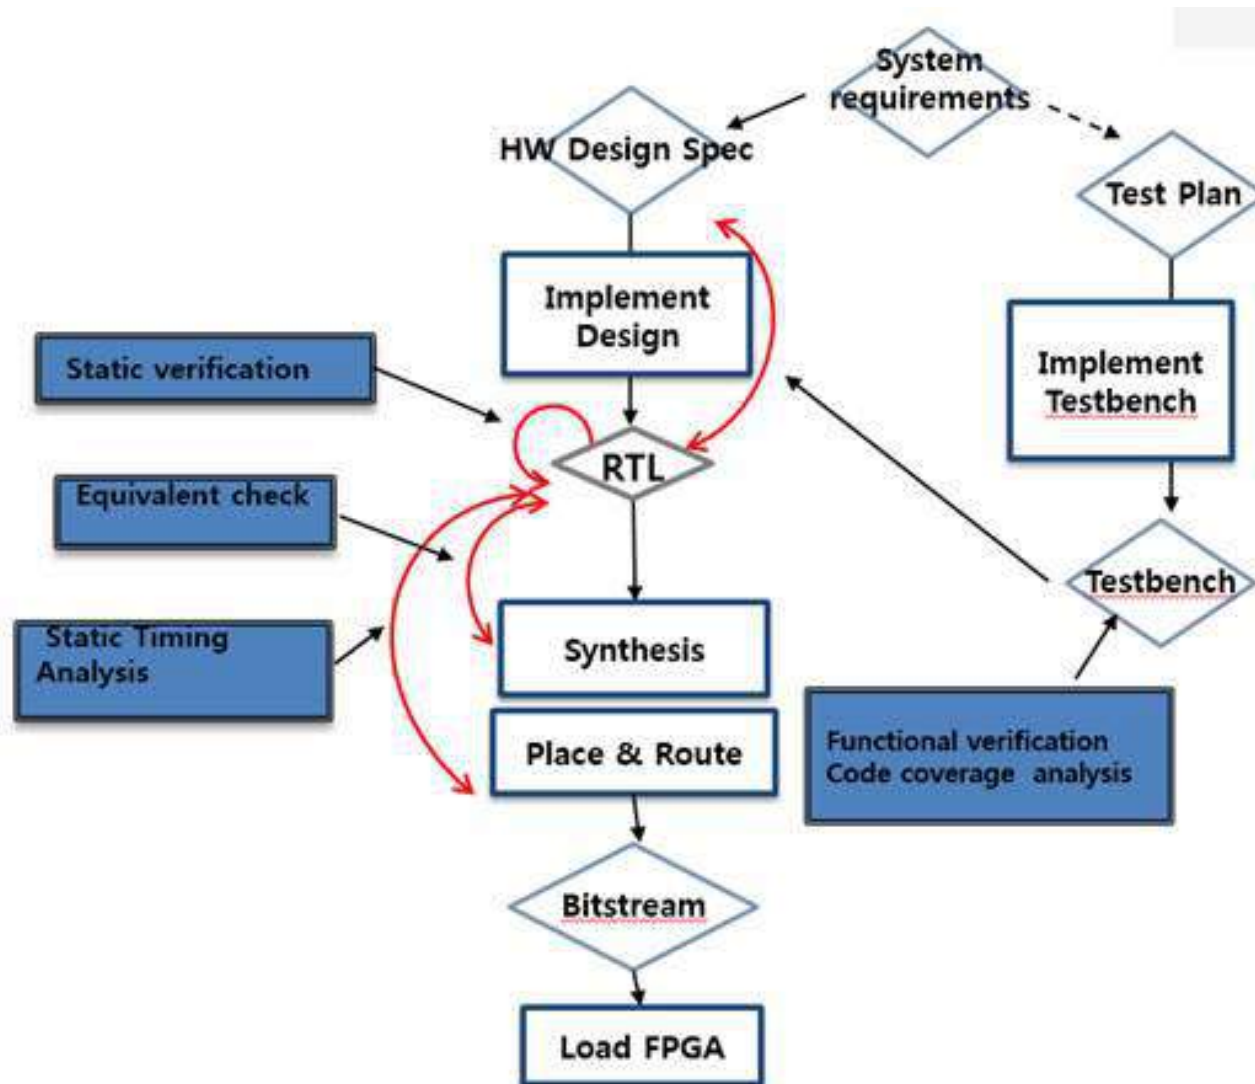 System
requirements
HW Design Spec
Test Plan
Implement
Design
Implement
Testbench
Static verification
RTL
Equivalent check
Testbench
Static Timing
Analysis
Synthesis
Place & Route
Functional verification
Code coverage analysis
Bitstream
Load FPGA